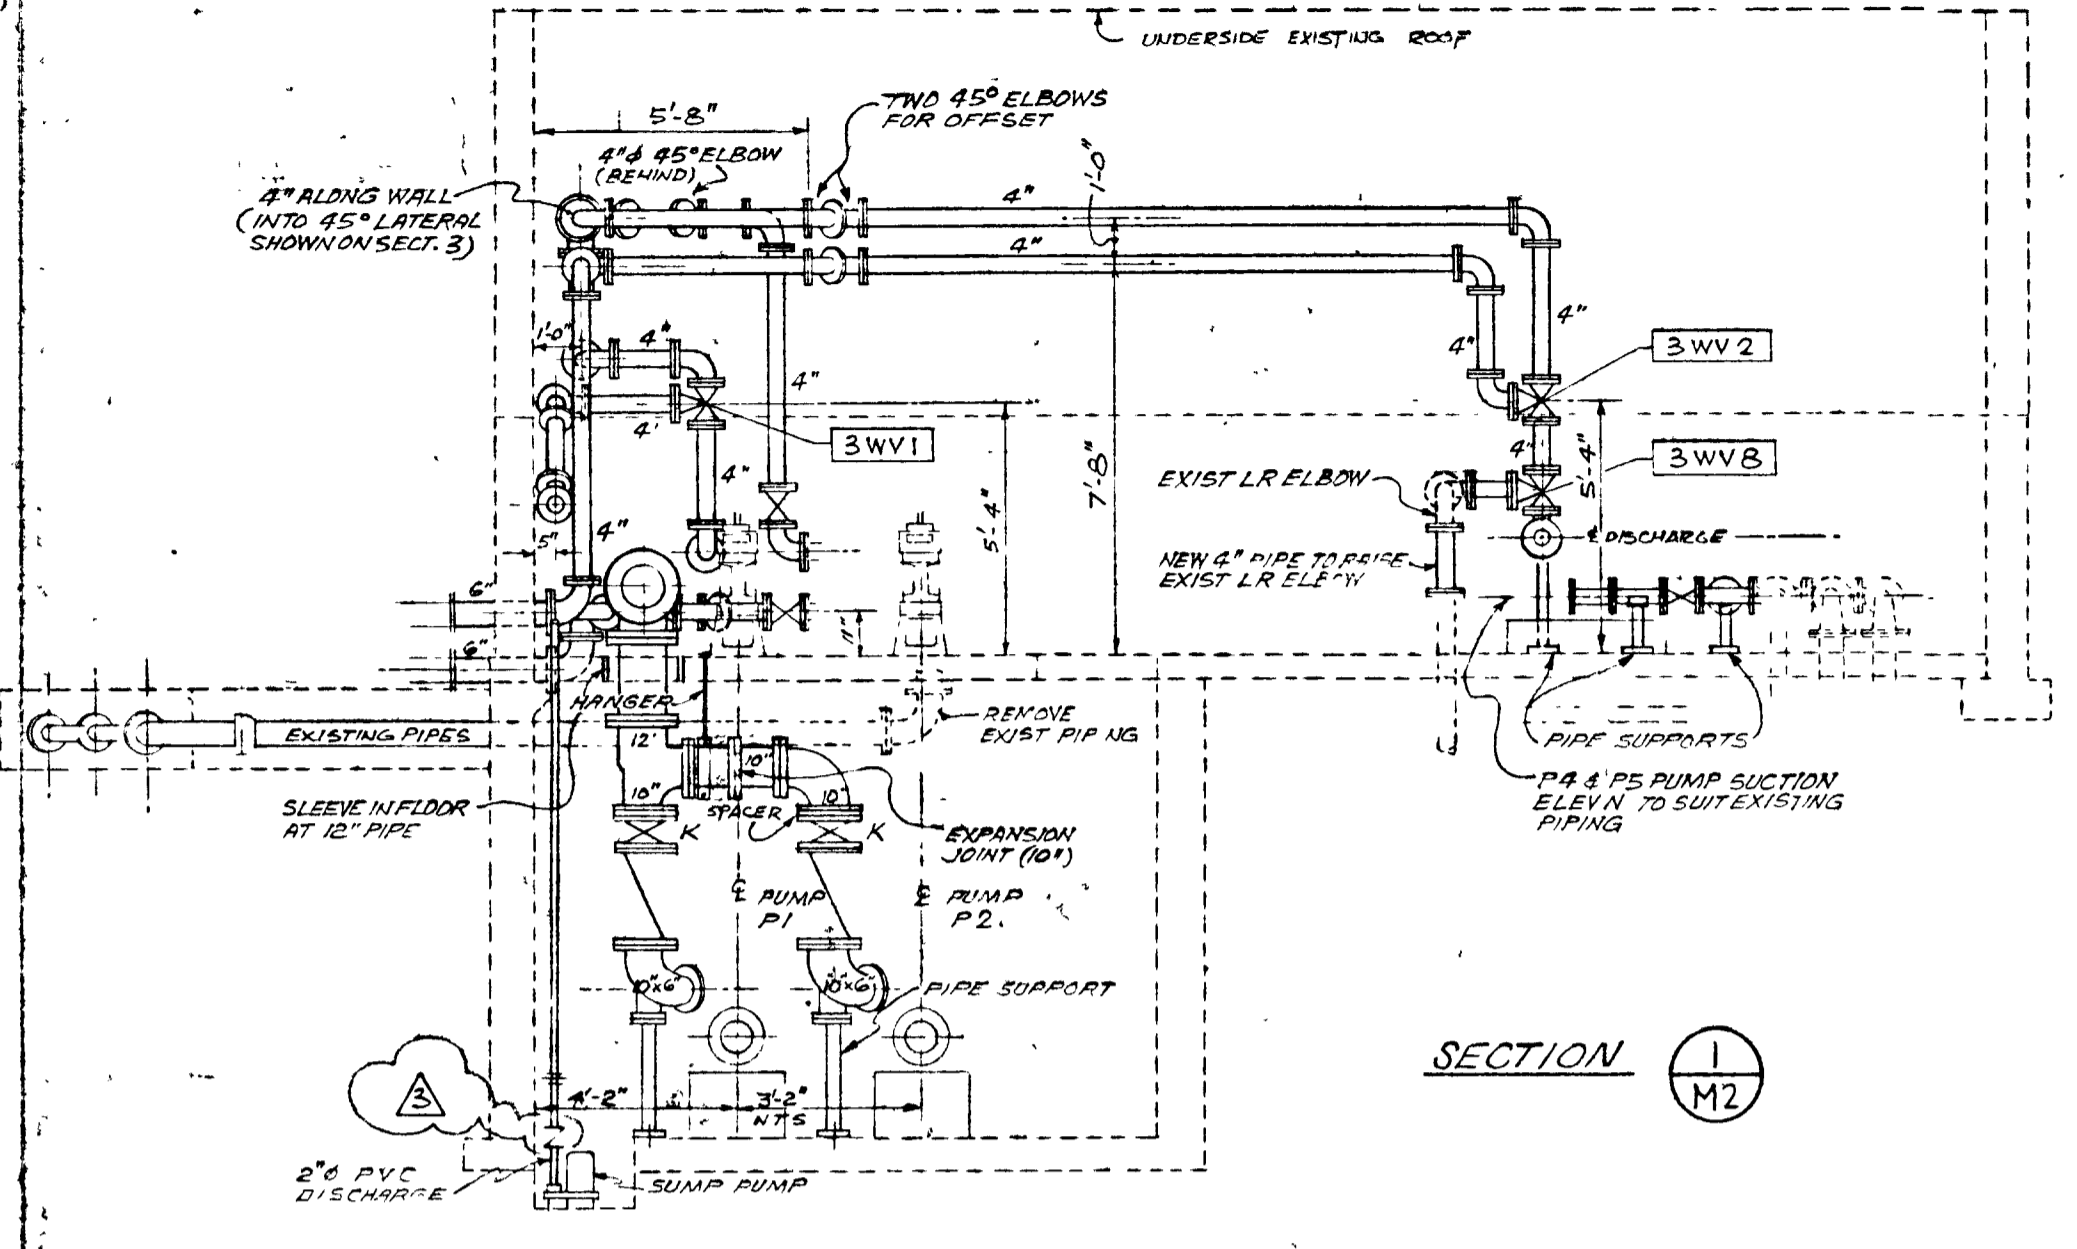 UNDERSIDE EXISTING ROOF
5'-8"
TWO 45° ELBOWS
FOR OFFSET
4"ϕ 45° ELBOW
(BEHIND)
4" ALONG WALL
(INTO 45° LATERAL
SHOWN ON SECT. 3)
4"
1'-0"
4"
1'-0"
4"
4"
4"
4"
3WV2
4'
3WV1
4"
4"
3WV8
5'-4"
7'-8"
5'-4"
EXIST LR ELBOW
4"
5"
℄ DISCHARGE
NEW 4" PIPE TO RAISE
EXIST LR ELBOW
6"
11"
6"
HANGER
REMOVE
EXIST PIPING
EXISTING PIPES
12'
10"
PIPE SUPPORTS
10"
10"
SPACER
SLEEVE IN FLOOR
AT 12" PIPE
K
K
EXPANSION
JOINT (10")
P4 & P5 PUMP SUCTION
ELEV'N TO SUIT EXISTING
PIPING
℄ PUMP
P1
℄ PUMP
P2.
10"x6"
10"x6"
PIPE SUPPORT
SECTION
1
M2
3
4'-2"
3'-2"
NTS
2"ϕ PVC
DISCHARGE
SUMP PUMP